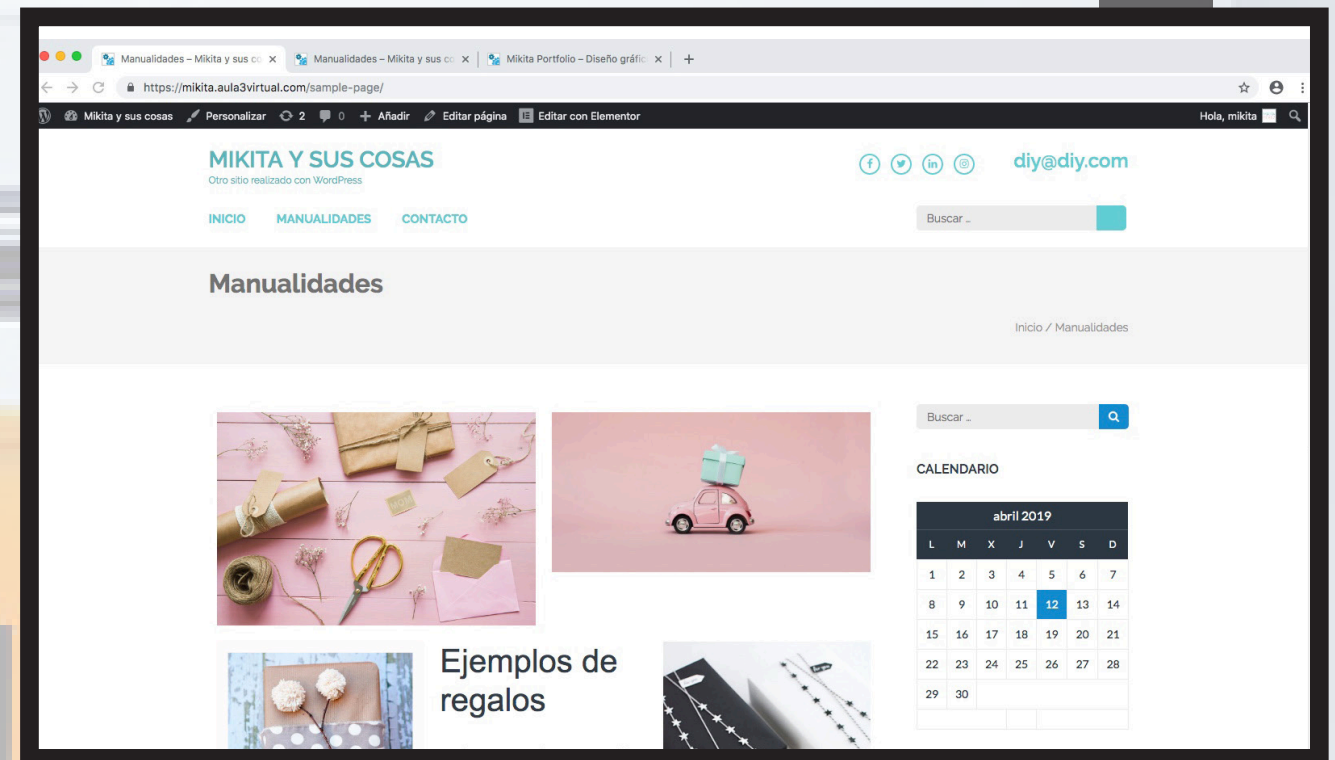 Manualidades – Mikita y sus co
Manualidades – Mikita y sus co
Mikita Portfolio – Diseño gráfic
https://mikita.aula3virtual.com/sample-page/
Mikita y sus cosas Personalizar 2 0 + Añadir Editar página Editar con Elementor Hola, mikita
MIKITA Y SUS COSAS
Otro sitio realizado con WordPress
diy@diy.com
INICIO MANUALIDADES CONTACTO
Buscar ...
Manualidades
Inicio / Manualidades
Buscar ...
CALENDARIO
abril 2019
L M X J V S D
1 2 3 4 5 6 7
8 9 10 11 12 13 14
15 16 17 18 19 20 21
22 23 24 25 26 27 28
29 30
Ejemplos de
regalos